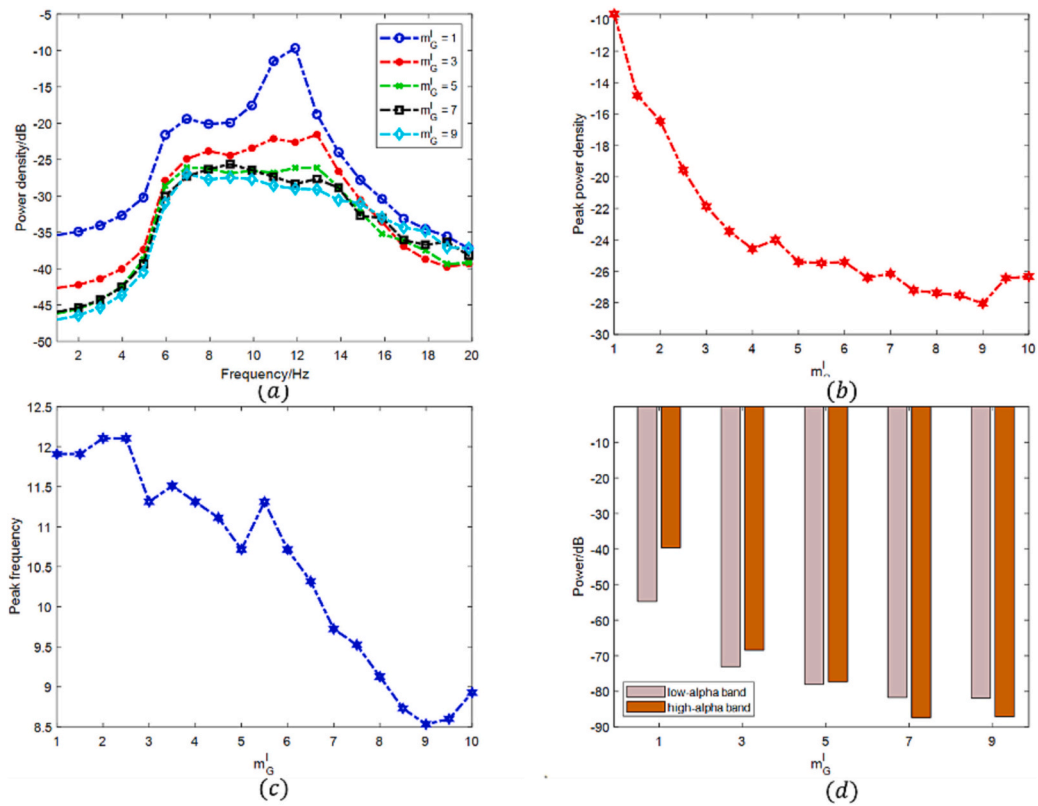 -5
-10
-15
-20
-25
-30
-35
-40
-45
-50
Power density/dB
2 4 6 8 10 12 14 16 18 20
Frequency/Hz
m^I_G = 1
m^I_G = 3
m^I_G = 5
m^I_G = 7
m^I_G = 9
(a)
-10
-12
-14
-16
-18
-20
-22
-24
-26
-28
-30
Peak power density
1 2 3 4 5 6 7 8 9 10
(b)
12.5
12
11.5
11
10.5
10
9.5
9
8.5
Peak frequency
1 2 3 4 5 6 7 8 9 10
m^I_G
(c)
-10
-20
-30
-40
-50
-60
-70
-80
-90
Power/dB
low-alpha band
high-alpha band
1 3 5 7 9
m^I_G
(d)